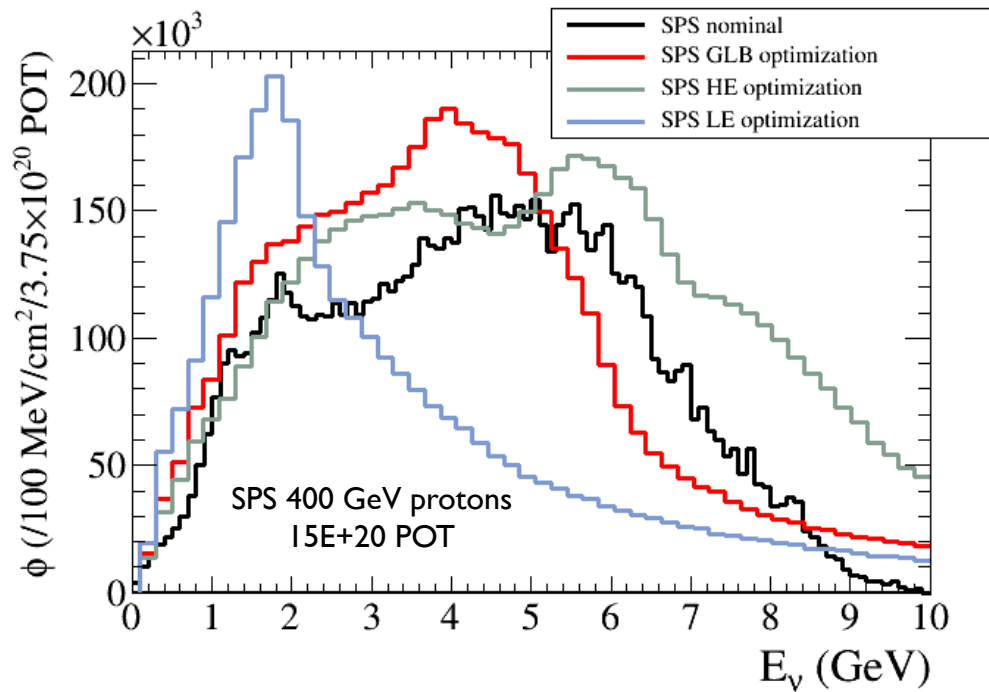 ×10³
SPS nominal
SPS GLB optimization
SPS HE optimization
SPS LE optimization
200
150
100
50
0
ϕ (/100 MeV/cm²/3.75×10²⁰ POT)
SPS 400 GeV protons
15E+20 POT
0 1 2 3 4 5 6 7 8 9 10
Eᵥ (GeV)